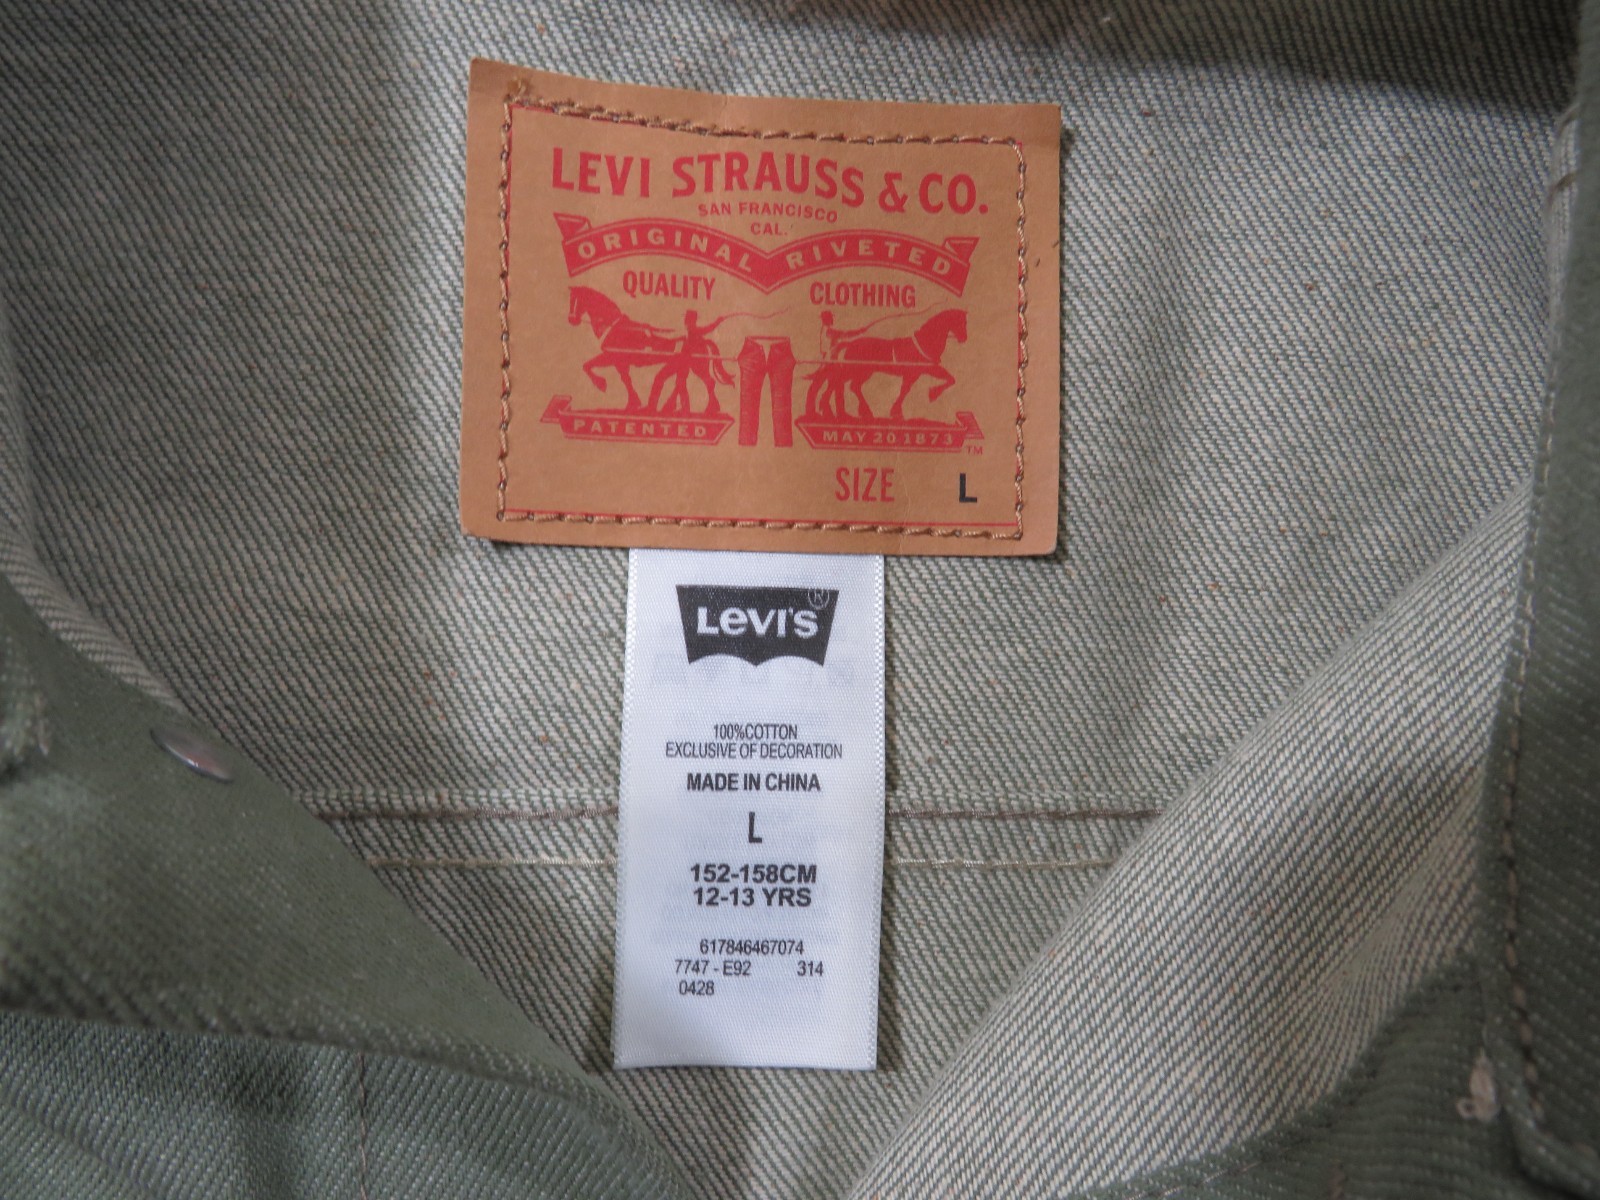 LEVI STRAUSS & CO.
SAN FRANCISCO
CAL.
ORIGINAL RIVETED
QUALITY CLOTHING
PATENTED MAY 20 1873 TM
SIZE L
LEVI'S ®
100%COTTON
EXCLUSIVE OF DECORATION
MADE IN CHINA
L
152-158CM
12-13 YRS
617846467074
7747 - E92 314
0428